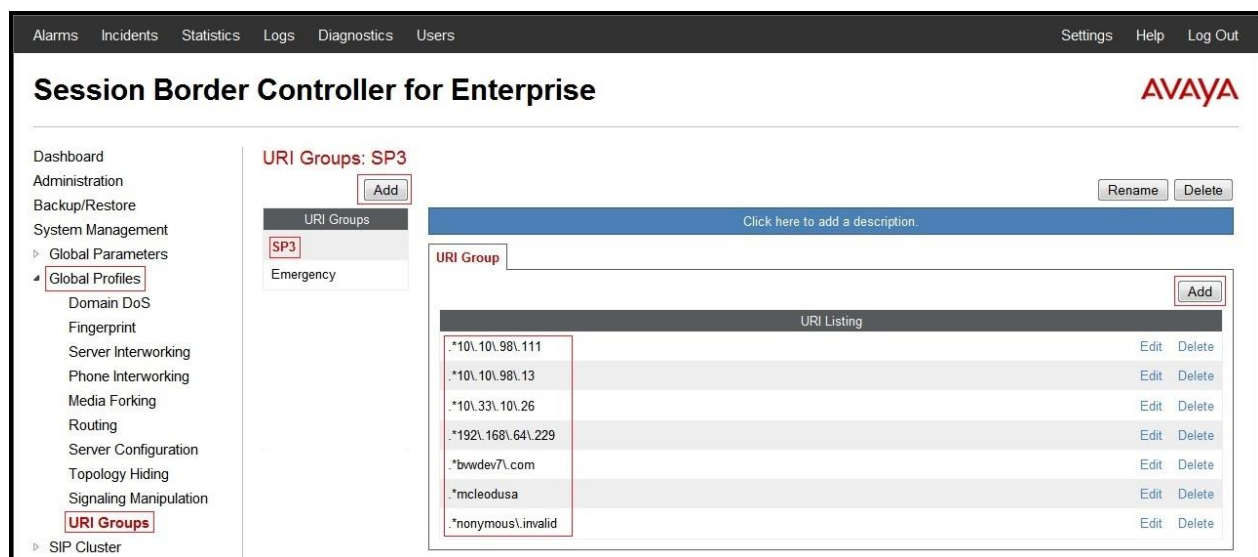 Alarms Incidents Statistics Logs Diagnostics Users Settings Help Log Out
Session Border Controller for Enterprise
AVAYA
Dashboard
Administration
Backup/Restore
System Management
Global Parameters
Global Profiles
Domain DoS
Fingerprint
Server Interworking
Phone Interworking
Media Forking
Routing
Server Configuration
Topology Hiding
Signaling Manipulation
URI Groups
SIP Cluster
URI Groups: SP3
Add
URI Groups
SP3
Emergency
Rename Delete
Click here to add a description.
URI Group
Add
URI Listing
.*10\.10\.98\.111 Edit Delete
.*10\.10\.98\.13 Edit Delete
.*10\.33\.10\.26 Edit Delete
.*192\.168\.64\.229 Edit Delete
.*bvwdev7\.com Edit Delete
.*mcleodusa Edit Delete
.*nonymous\.invalid Edit Delete